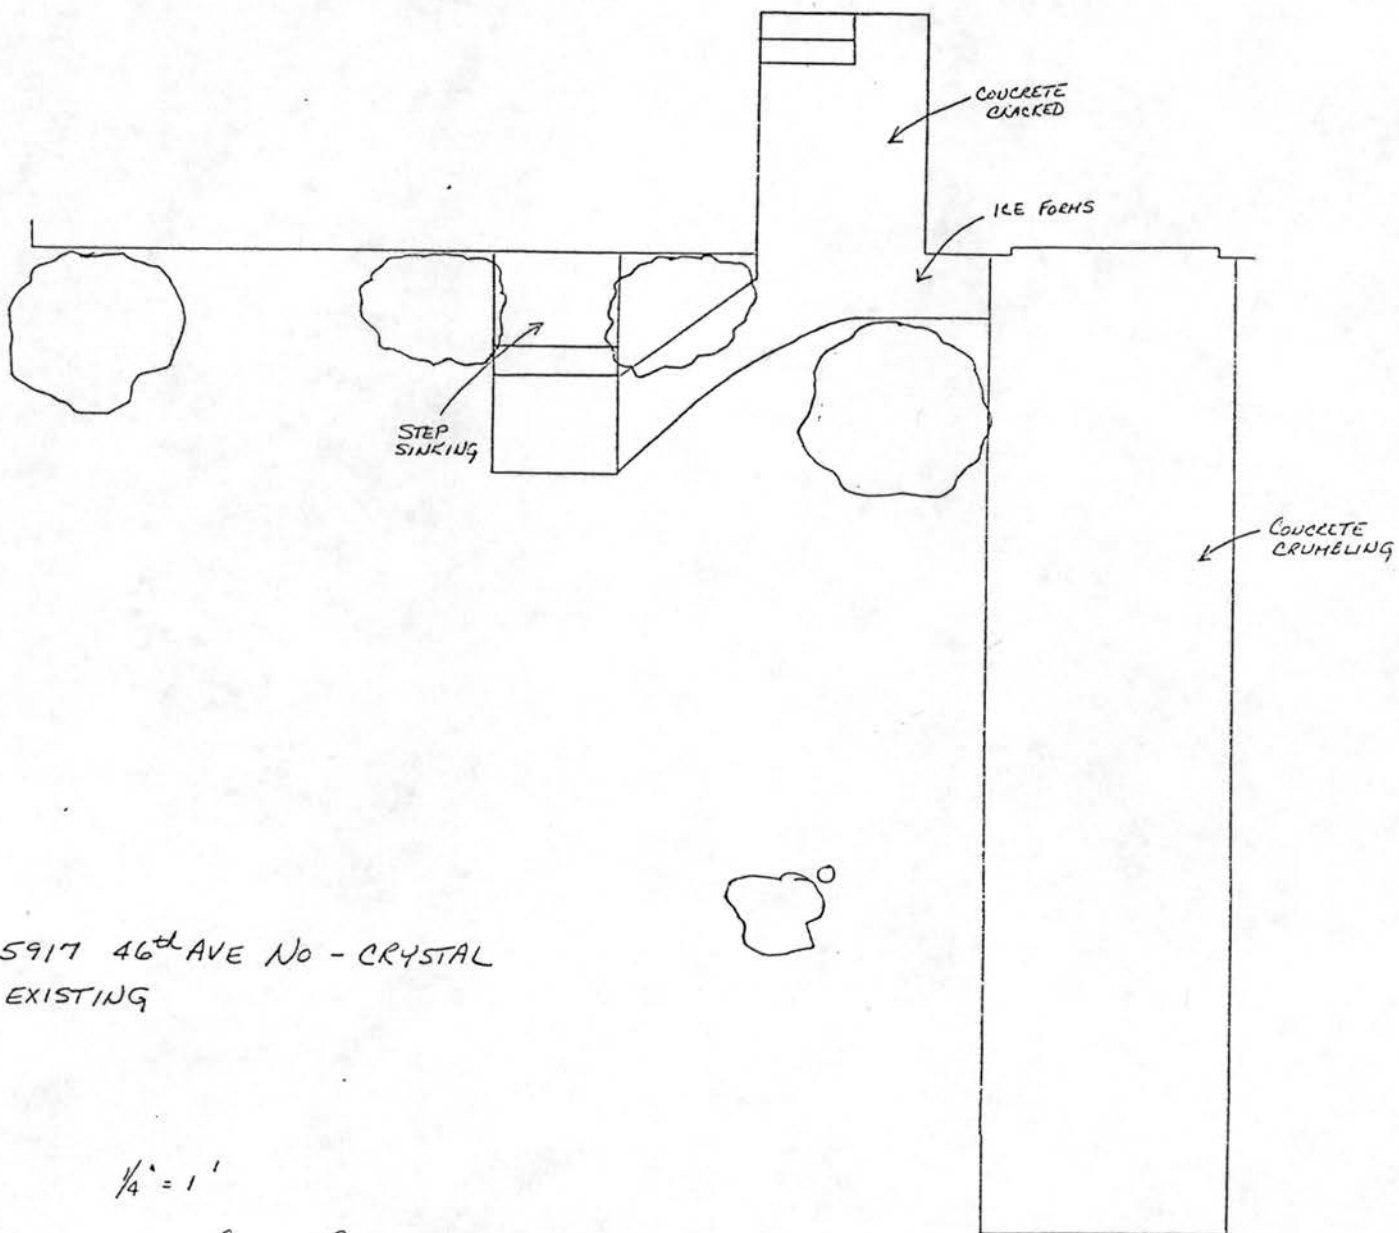 CONCRETE
CRACKED
ICE FORMS
STEP
SINKING
CONCRETE
CRUMBLING
5917 46th AVE NO - CRYSTAL
EXISTING
1/4" = 1'